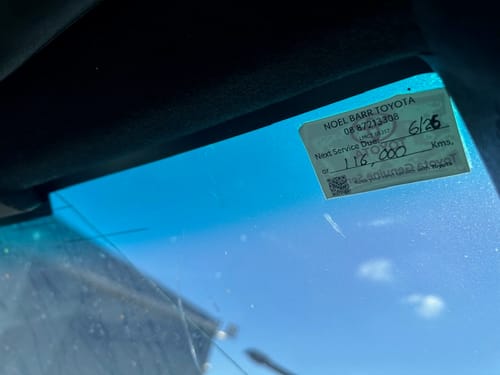 NOEL BARR TOYOTA
08 87213308
Next Service Due: 6/26
or 116,000 Kms,